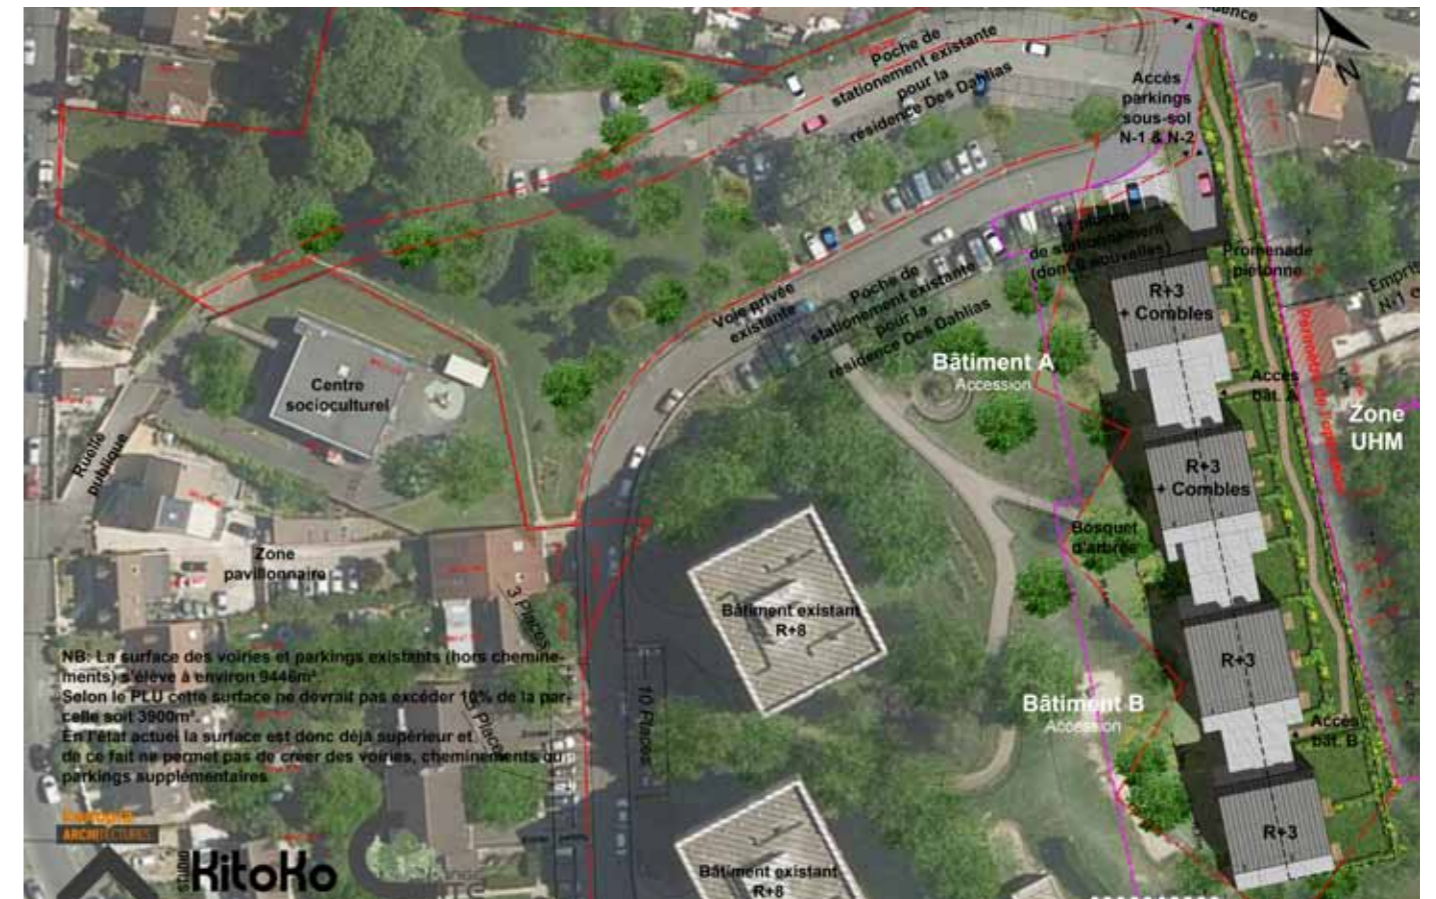 Poche de
stationement existante
pour la
résidence Des Dahlias
Accès
parkings
sous-sol
N-1 & N-2
N
de stationnement
Promenade
piétonne
R+3
+ Combles
Voie privée
existante
Poche de
stationement existante
pour la
résidence Des Dahlias
Bâtiment A
Accession
Accès
bât. A
Périmètre de l'opération
Zone
UHM
Centre
socioculturel
Ruelle
publique
R+3
+ Combles
Bosquet
Zone
pavillonnaire
3 Places
Bâtiment existant
R+8
R+3
NB: La surface des voiries et parkings existants (hors chemine-
ments) s'élève à environ 9446m².
Selon le PLU cette surface ne devrait pas excéder 10% de la par-
celle soit 3900m².
En l'état actuel la surface est donc déjà supérieur et
de ce fait ne permet pas de créer des voiries, cheminements ou
parkings supplémentaires
10 Places
Bâtiment B
Accession
Accès
bât. B
R+3
ARCHITECTURES
KitoKo
Bâtiment existant
R+8